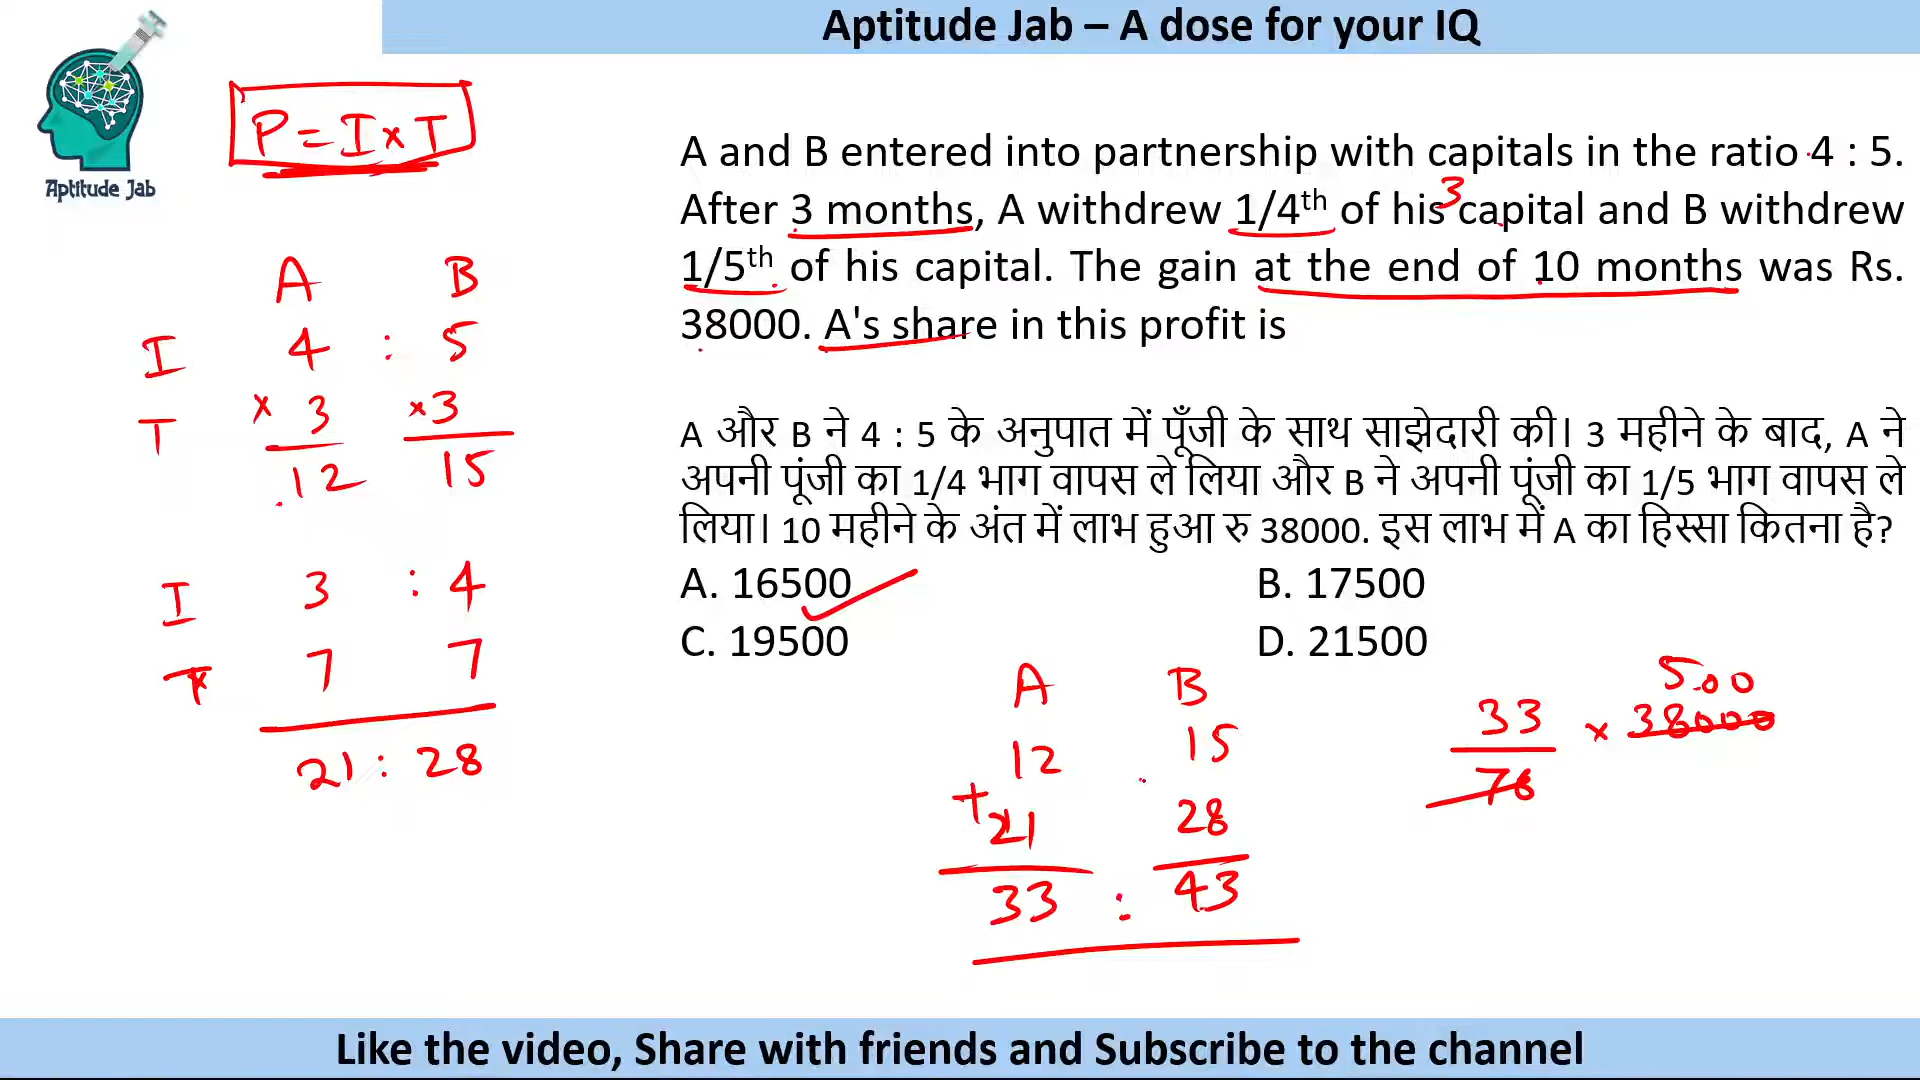 Aptitude Jab – A dose for your IQ
Aptitude Jab
P = I × T
A and B entered into partnership with capitals in the ratio 4 : 5.
After 3 months, A withdrew 1/4th of his capital and B withdrew
3
1/5th of his capital. The gain at the end of 10 months was Rs.
38000. A's share in this profit is
A और B ने 4 : 5 के अनुपात में पूँजी के साथ साझेदारी की। 3 महीने के बाद, A ने
अपनी पूंजी का 1/4 भाग वापस ले लिया और B ने अपनी पूंजी का 1/5 भाग वापस ले
लिया। 10 महीने के अंत में लाभ हुआ रु 38000. इस लाभ में A का हिस्सा कितना है?
A. 16500 B. 17500
C. 19500 D. 21500
A B
I 4 : 5
T × 3 × 3
12 15
I 3 : 4
T 7 7
21 : 28
A B
12 15
+ 21 28
33 : 43
500
33 × 38000
76
Like the video, Share with friends and Subscribe to the channel